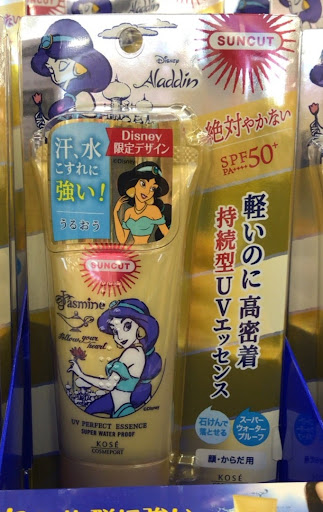 SUNCUT
Disney
Aladdin
絶対やかない
SPF50+
PA++++
軽いのに高密着
持続型UVエッセンス
汗、水
こすれに
強い!
うるおう
Disney
限定デザイン
©Disney
SUNCUT
Jasmine
follow your
heart
©Disney
UV PERFECT ESSENCE
SUPER WATER PROOF
KOSÉ
COSMEPORT
石けんで
落とせる
スーパー
ウォーター
プルーフ
顔・からだ用
KOSÉ